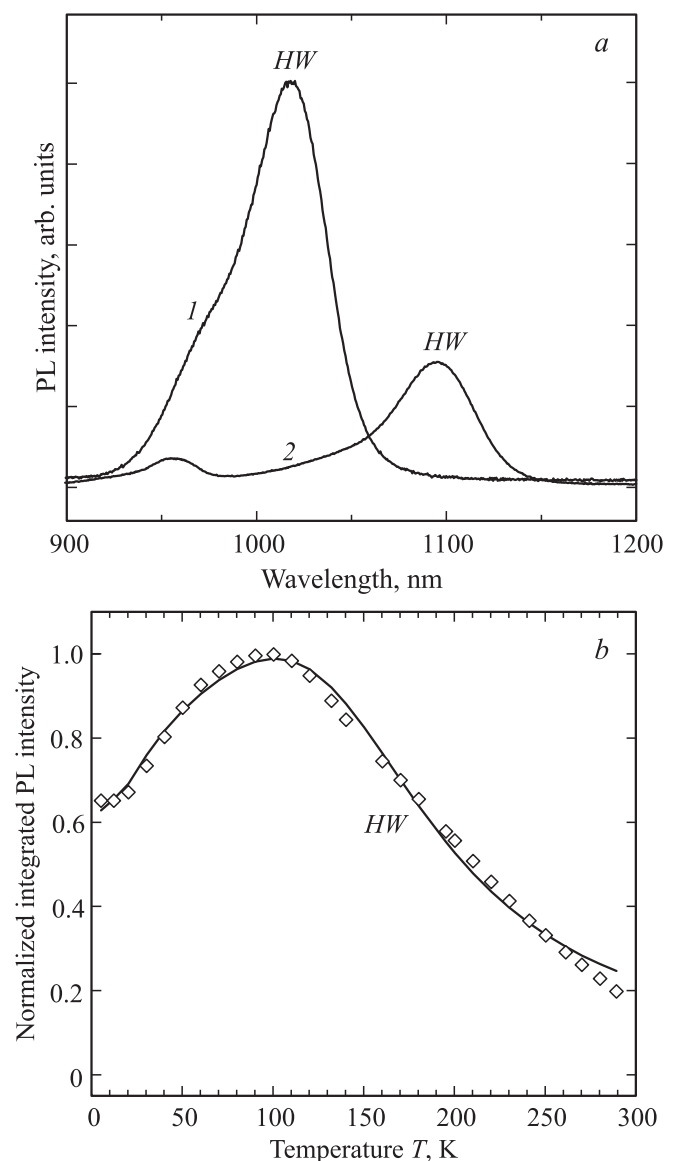 a
HW
1
HW
2
PL intensity, arb. units
900 1000 1100 1200
Wavelength, nm
b
1.0
0.8
0.6
0.4
0.2
0
HW
Normalized integrated PL intensity
0 50 100 150 200 250 300
Temperature T, K